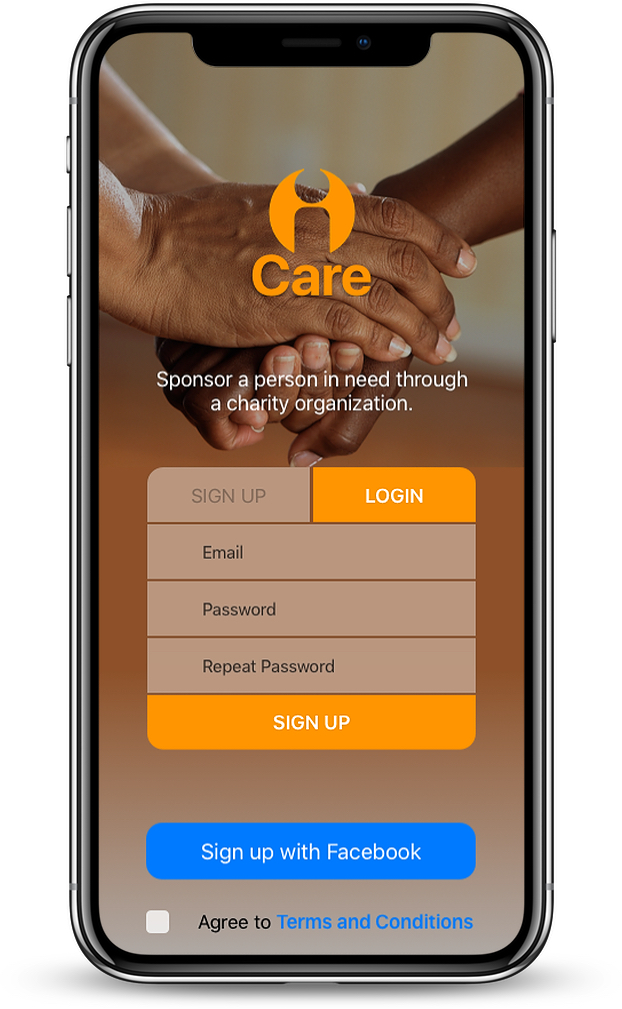 Care
Sponsor a person in need through
a charity organization.
SIGN UP
LOGIN
Email
Password
Repeat Password
SIGN UP
Sign up with Facebook
Agree to Terms and Conditions